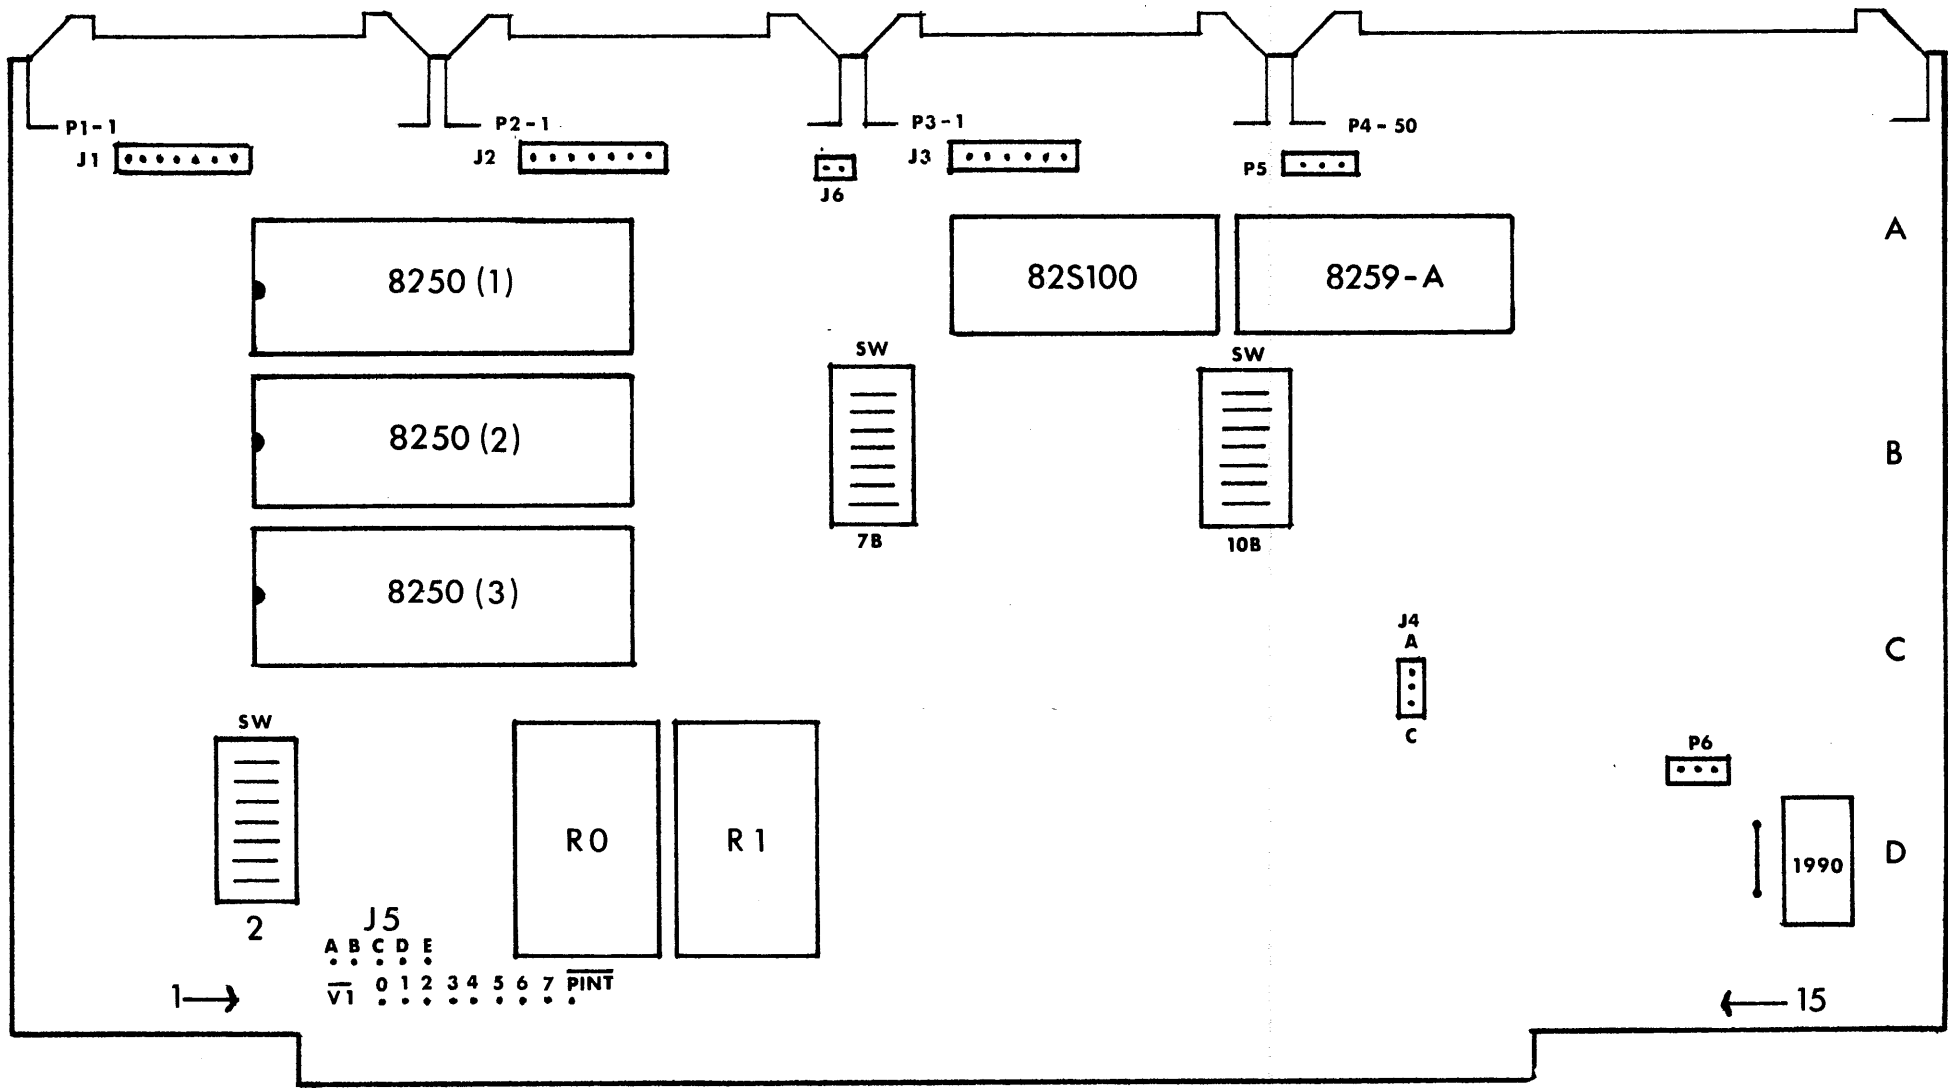 P1-1
P2-1
P3-1
P4-50
J1
J2
J6
J3
P5
8250 (1)
82S100
8259-A
A
SW
SW
8250 (2)
B
7B
10B
8250 (3)
J4
A
C
C
SW
P6
R0
R1
1990
D
2
J5
A B C D E
V1 0 1 2 3 4 5 6 7 PINT
1
15